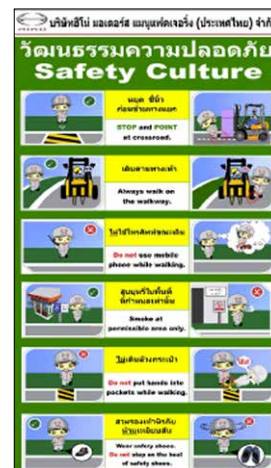 บริษัทฮีโน่ มอเตอร์ส แมนูแฟคเจอริ่ง (ประเทศไทย) จำกั
วัฒนธรรมความปลอดภั
Safety Culture
หยุด ชี้นิ้ว
ก่อนข้ามทางแยก
STOP and POINT
at crossroad.
เดินตามทางเท้า
Always walk on
the walkway.
ไม่ใช้โทรศัพท์ขณะเดิน
Do not use mobile
phone while walking.
สูบบุหรี่ในพื้นที่
ที่กำหนดเท่านั้น
Smoke at
permissible area only.
ไม่เดินล้วงกระเป๋า
Do not put hands into
pockets while walking.
สวมรองเท้านิรภัย
ห้ามเหยียบส้น
Wear safety shoes.
Do not step on the heel
of safety shoes.